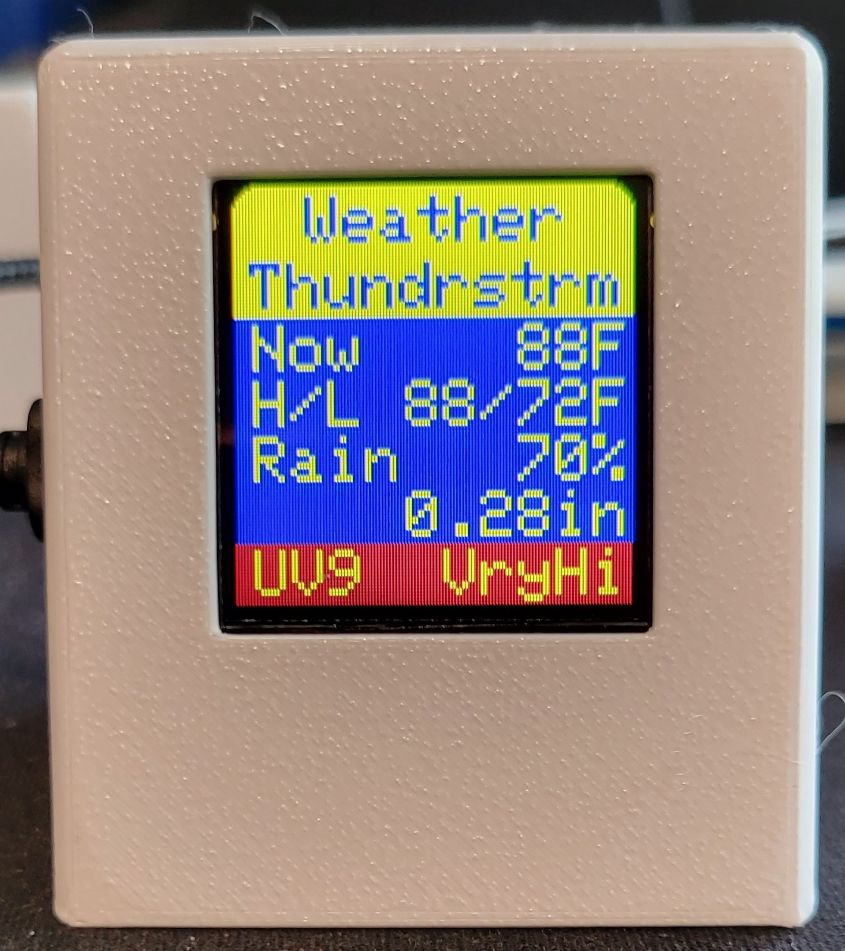 Weather
Thundrstrm
Now 88F
H/L 88/72F
Rain 70%
0.28in
UV9 VryHi